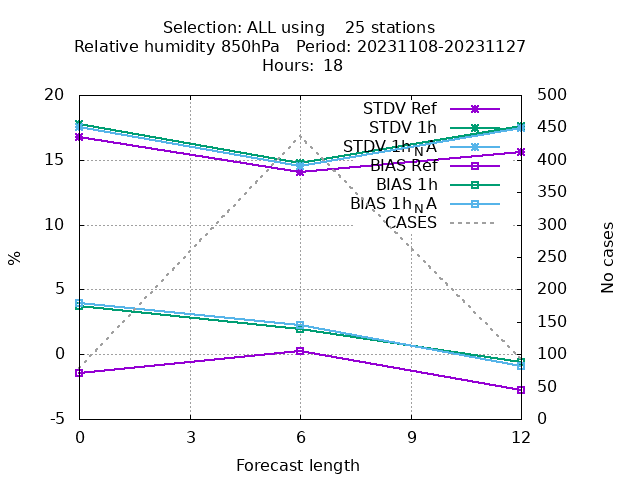 Selection: ALL using    25 stations
Relative humidity 850hPa   Period: 20231108-20231127
Hours: 18
STDV Ref
STDV 1h
STDV 1h_NA
BIAS Ref
BIAS 1h
BIAS 1h_NA
CASES
20
15
10
5
0
-5
%
500
450
400
350
300
250
200
150
100
50
0
No cases
0 3 6 9 12
Forecast length